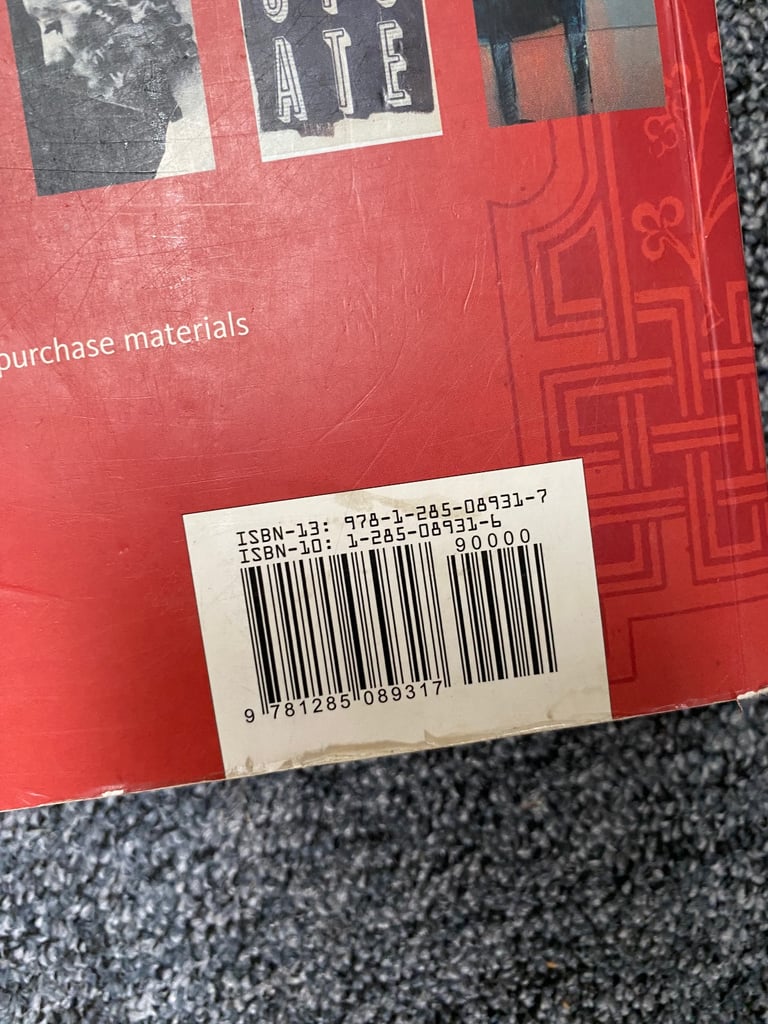 ATE
purchase materials
ISBN-13: 978-1-285-08931-7
ISBN-10: 1-285-08931-6
90000
9 781285 089317